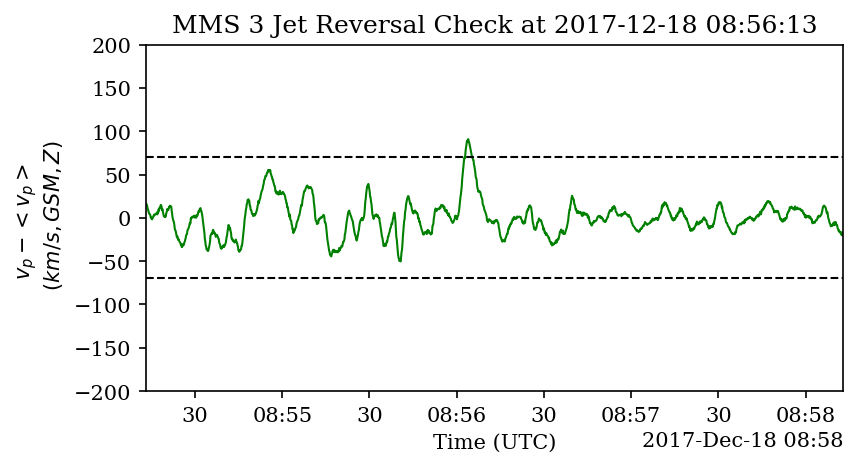 MMS 3 Jet Reversal Check at 2017-12-18 08:56:13
200
150
100
50
0
−50
−100
−150
−200
v_p − < v_p >
(km/s, GSM, Z)
30 08:55 30 08:56 30 08:57 30 08:58
Time (UTC)
2017-Dec-18 08:58